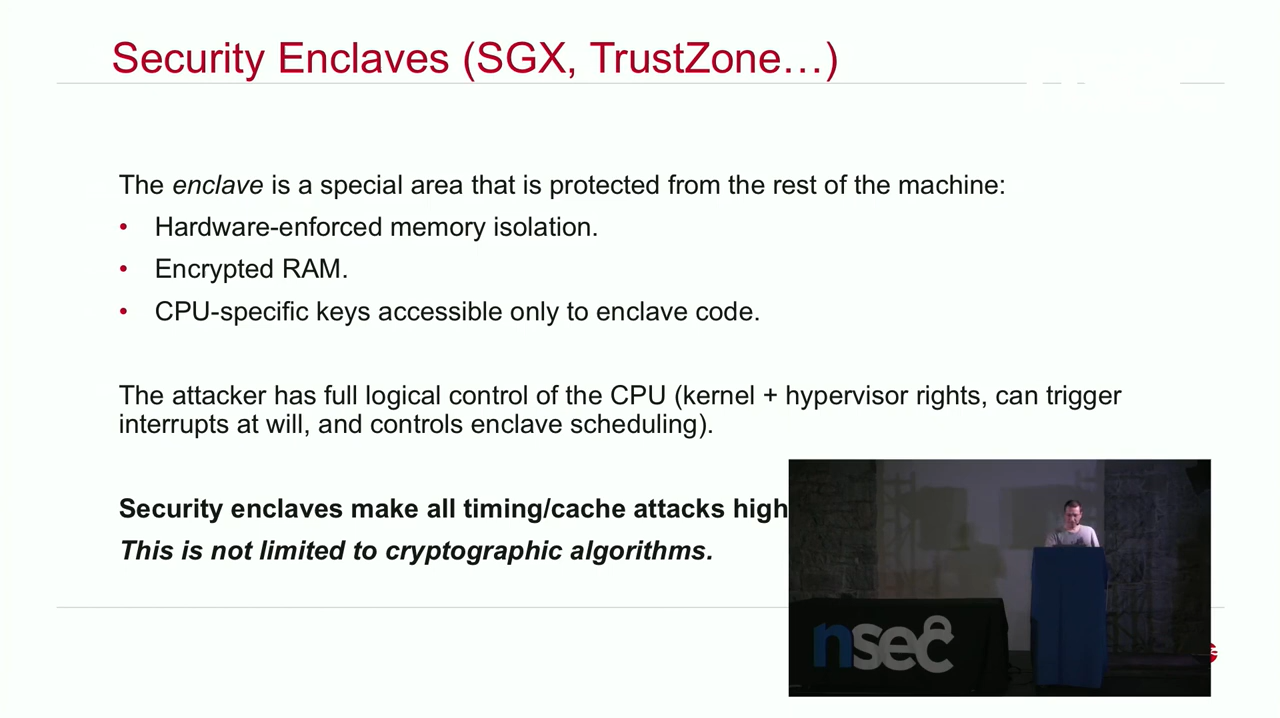 Security Enclaves (SGX, TrustZone…)
The enclave is a special area that is protected from the rest of the machine:
• Hardware-enforced memory isolation.
• Encrypted RAM.
• CPU-specific keys accessible only to enclave code.
The attacker has full logical control of the CPU (kernel + hypervisor rights, can trigger
interrupts at will, and controls enclave scheduling).
Security enclaves make all timing/cache attacks high
This is not limited to cryptographic algorithms.
nsec